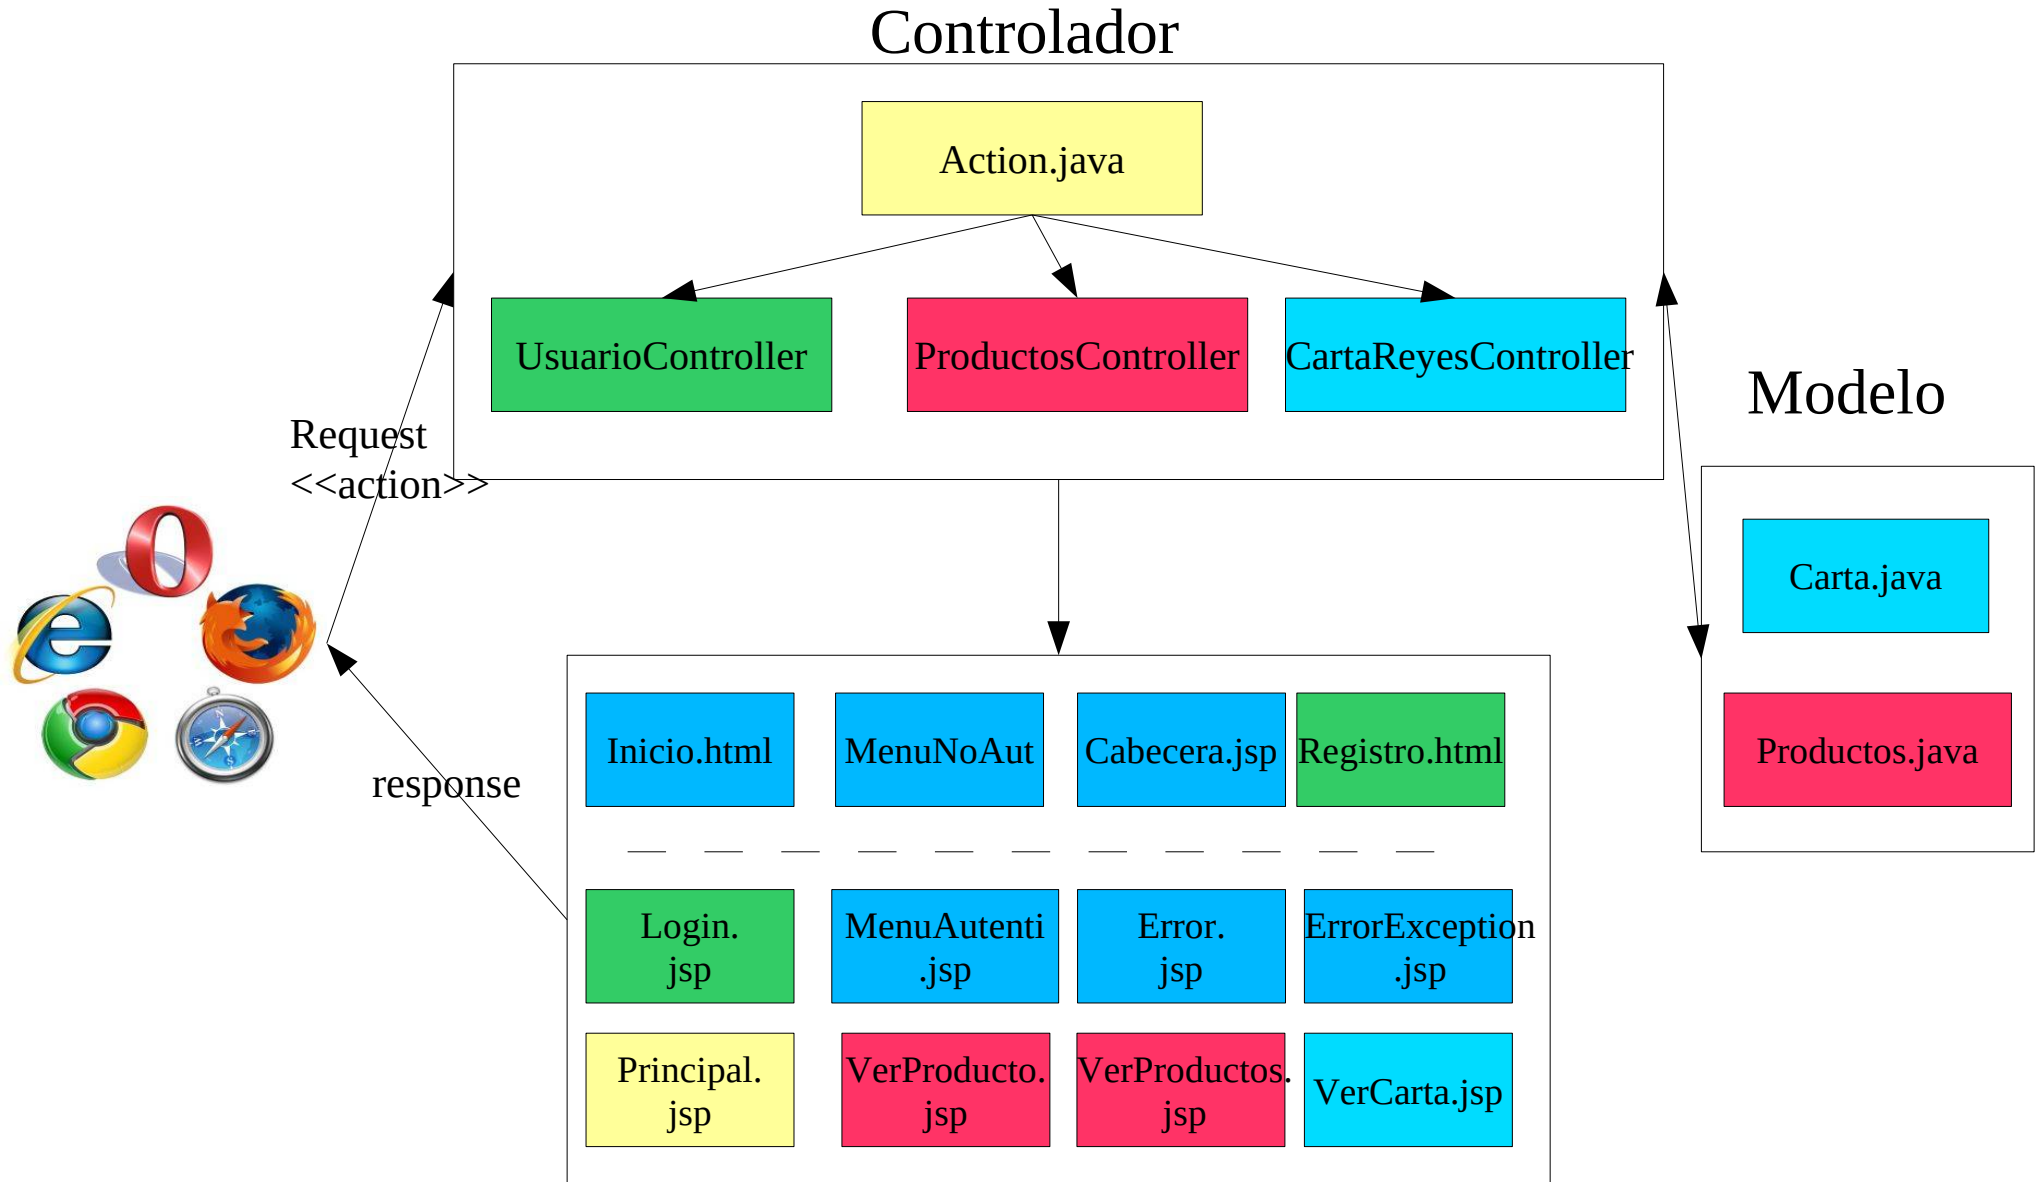 Controlador
Action.java
UsuarioController
ProductosController
CartaReyesController
Request
<<action>>
Modelo
Carta.java
Productos.java
response
Inicio.html
MenuNoAut
Cabecera.jsp
Registro.html
Login.
jsp
MenuAutenti
.jsp
Error.
jsp
ErrorException
.jsp
Principal.
jsp
VerProducto.
jsp
VerProductos.
jsp
VerCarta.jsp